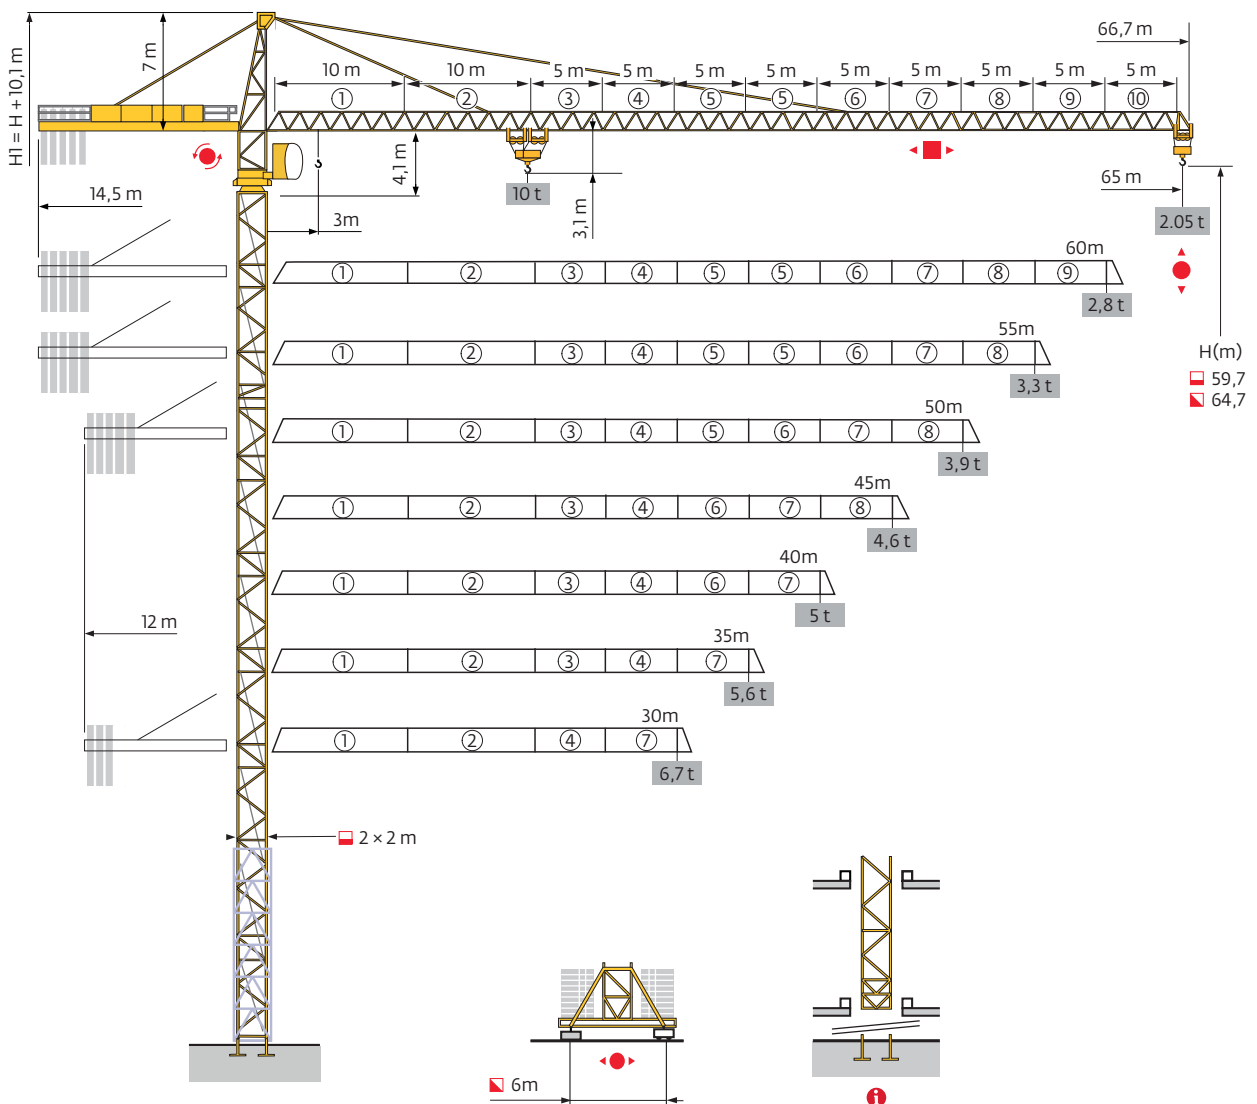 H1 = H + 10,1 m
7 m
66,7 m
10 m 10 m 5 m 5 m 5 m 5 m 5 m 5 m 5 m 5 m 5 m
1 2 3 4 5 5 6 7 8 9 10
4,1 m
10 t
3,1 m
65 m
2.05 t
14,5 m
3m
60m
1 2 3 4 5 5 6 7 8 9
2,8 t
55m
1 2 3 4 5 5 6 7 8
3,3 t
H(m)
59,7
64,7
50m
1 2 3 4 5 6 7 8
3,9 t
45m
1 2 3 4 6 7 8
4,6 t
40m
1 2 3 4 6 7
5 t
12 m
35m
1 2 3 4 7
5,6 t
30m
1 2 4 7
6,7 t
2 × 2 m
6m
i